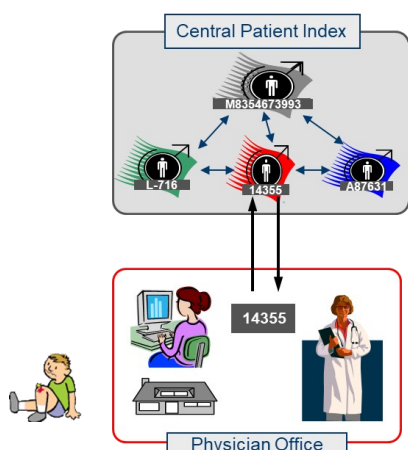 Central Patient Index
M8354673993
L-716
14355
A87631
14355
Physician Office